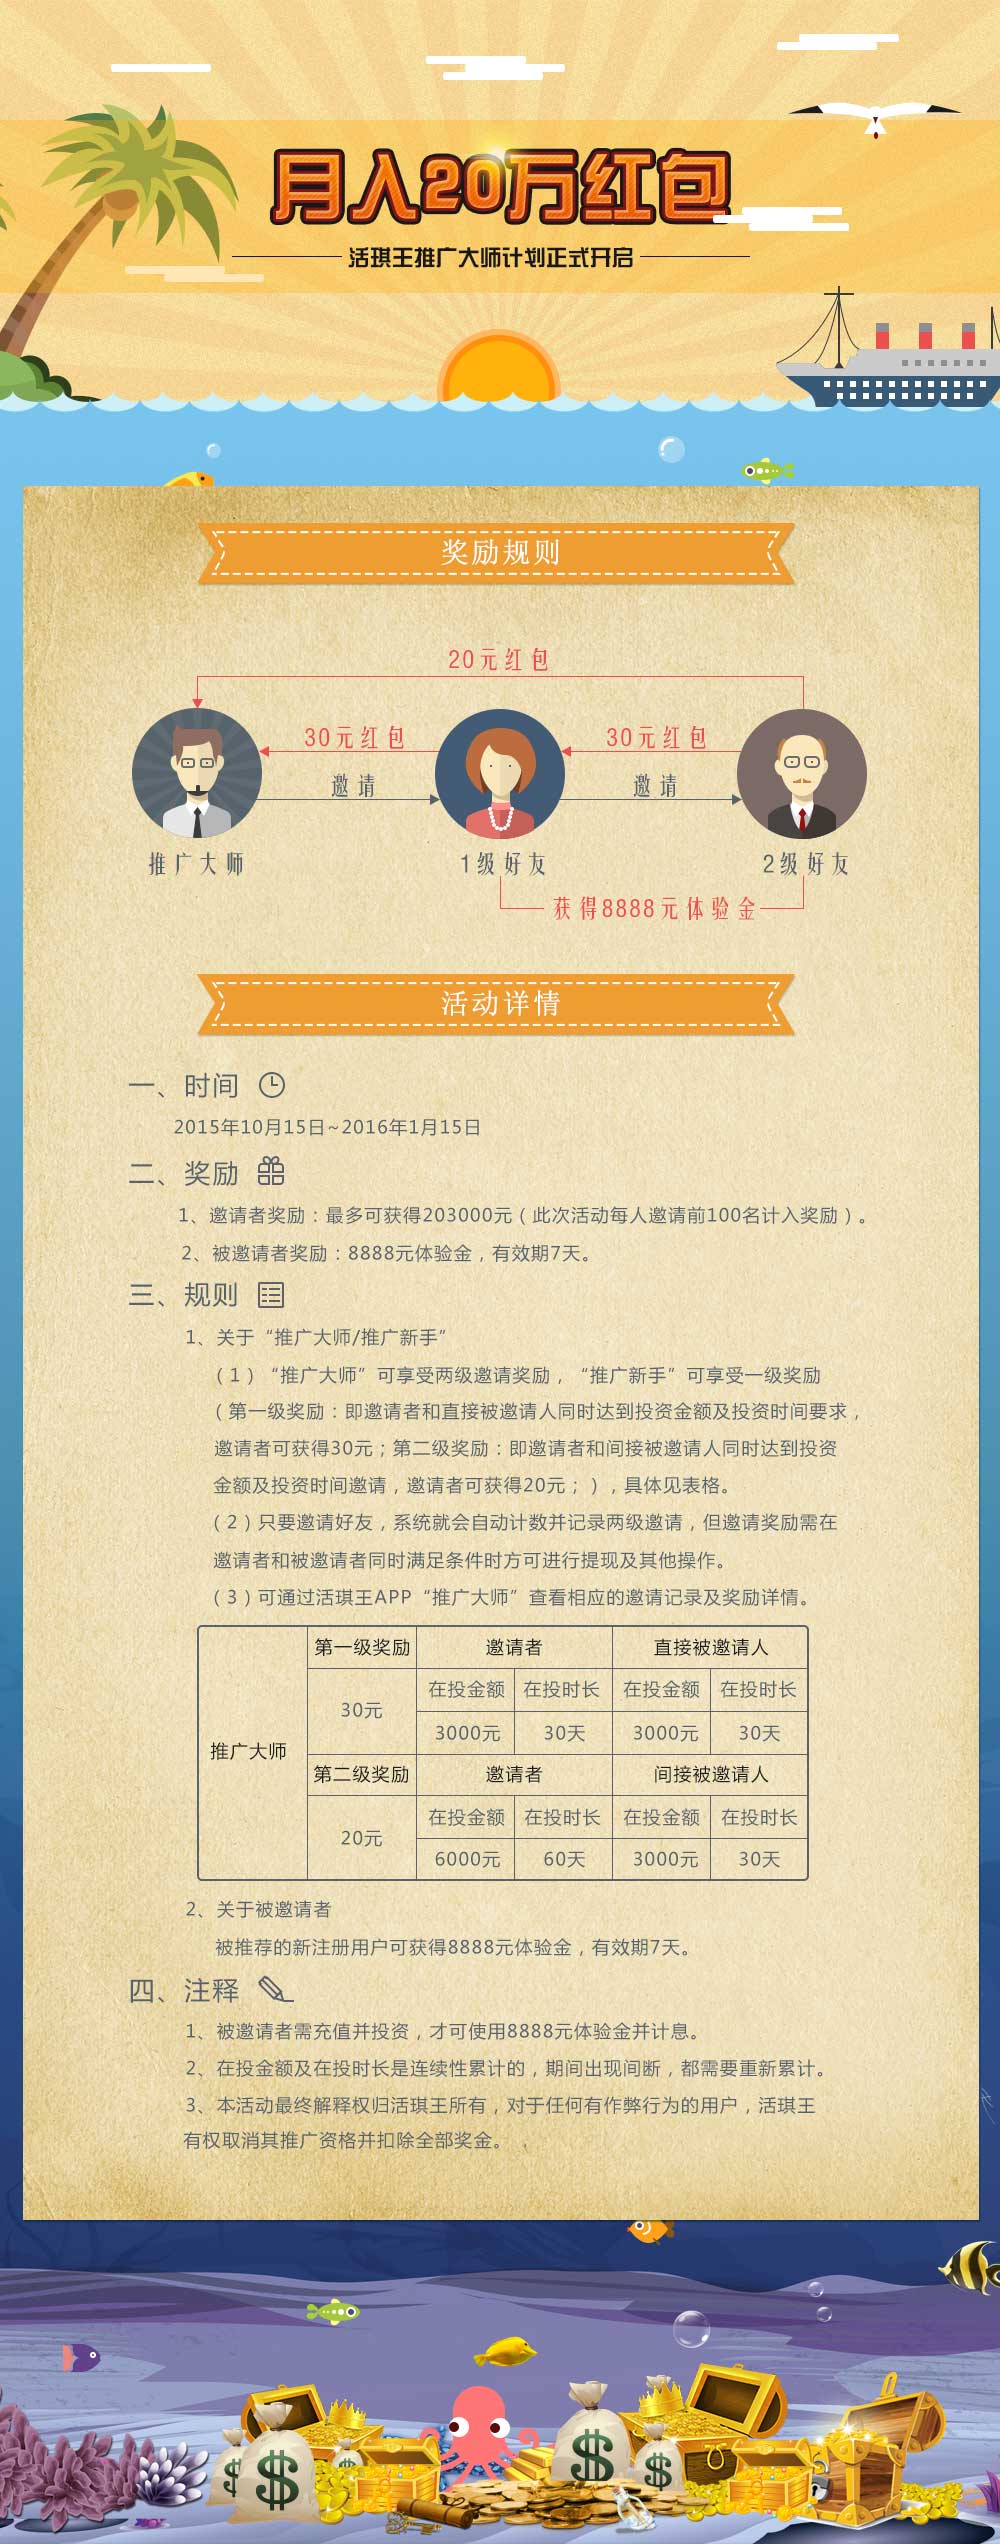 月入20万红包
活琪王推广大师计划正式开启
奖励规则
20元红包
30元红包
30元红包
邀请
邀请
推广大师
1级好友
2级好友
获得8888元体验金
活动详情
一、时间
2015年10月15日~2016年1月15日
二、奖励
1、邀请者奖励：最多可获得203000元（此次活动每人邀请前100名计入奖励）。
2、被邀请者奖励：8888元体验金，有效期7天。
三、规则
1、关于“推广大师/推广新手”
（1）“推广大师”可享受两级邀请奖励，“推广新手”可享受一级奖励
（第一级奖励：即邀请者和直接被邀请人同时达到投资金额及投资时间要求，
邀请者可获得30元；第二级奖励：即邀请者和间接被邀请人同时达到投资
金额及投资时间邀请，邀请者可获得20元；），具体见表格。
（2）只要邀请好友，系统就会自动计数并记录两级邀请，但邀请奖励需在
邀请者和被邀请者同时满足条件时方可进行提现及其他操作。
（3）可通过活琪王APP“推广大师”查看相应的邀请记录及奖励详情。
第一级奖励 邀请者 直接被邀请人
在投金额 在投时长 在投金额 在投时长
30元
3000元 30天 3000元 30天
推广大师
第二级奖励 邀请者 间接被邀请人
在投金额 在投时长 在投金额 在投时长
20元
6000元 60天 3000元 30天
2、关于被邀请者
被推荐的新注册用户可获得8888元体验金，有效期7天。
四、注释
1、被邀请者需充值并投资，才可使用8888元体验金并计息。
2、在投金额及在投时长是连续性累计的，期间出现间断，都需要重新累计。
3、本活动最终解释权归活琪王所有，对于任何有作弊行为的用户，活琪王
有权取消其推广资格并扣除全部奖金。
$ $ $ $